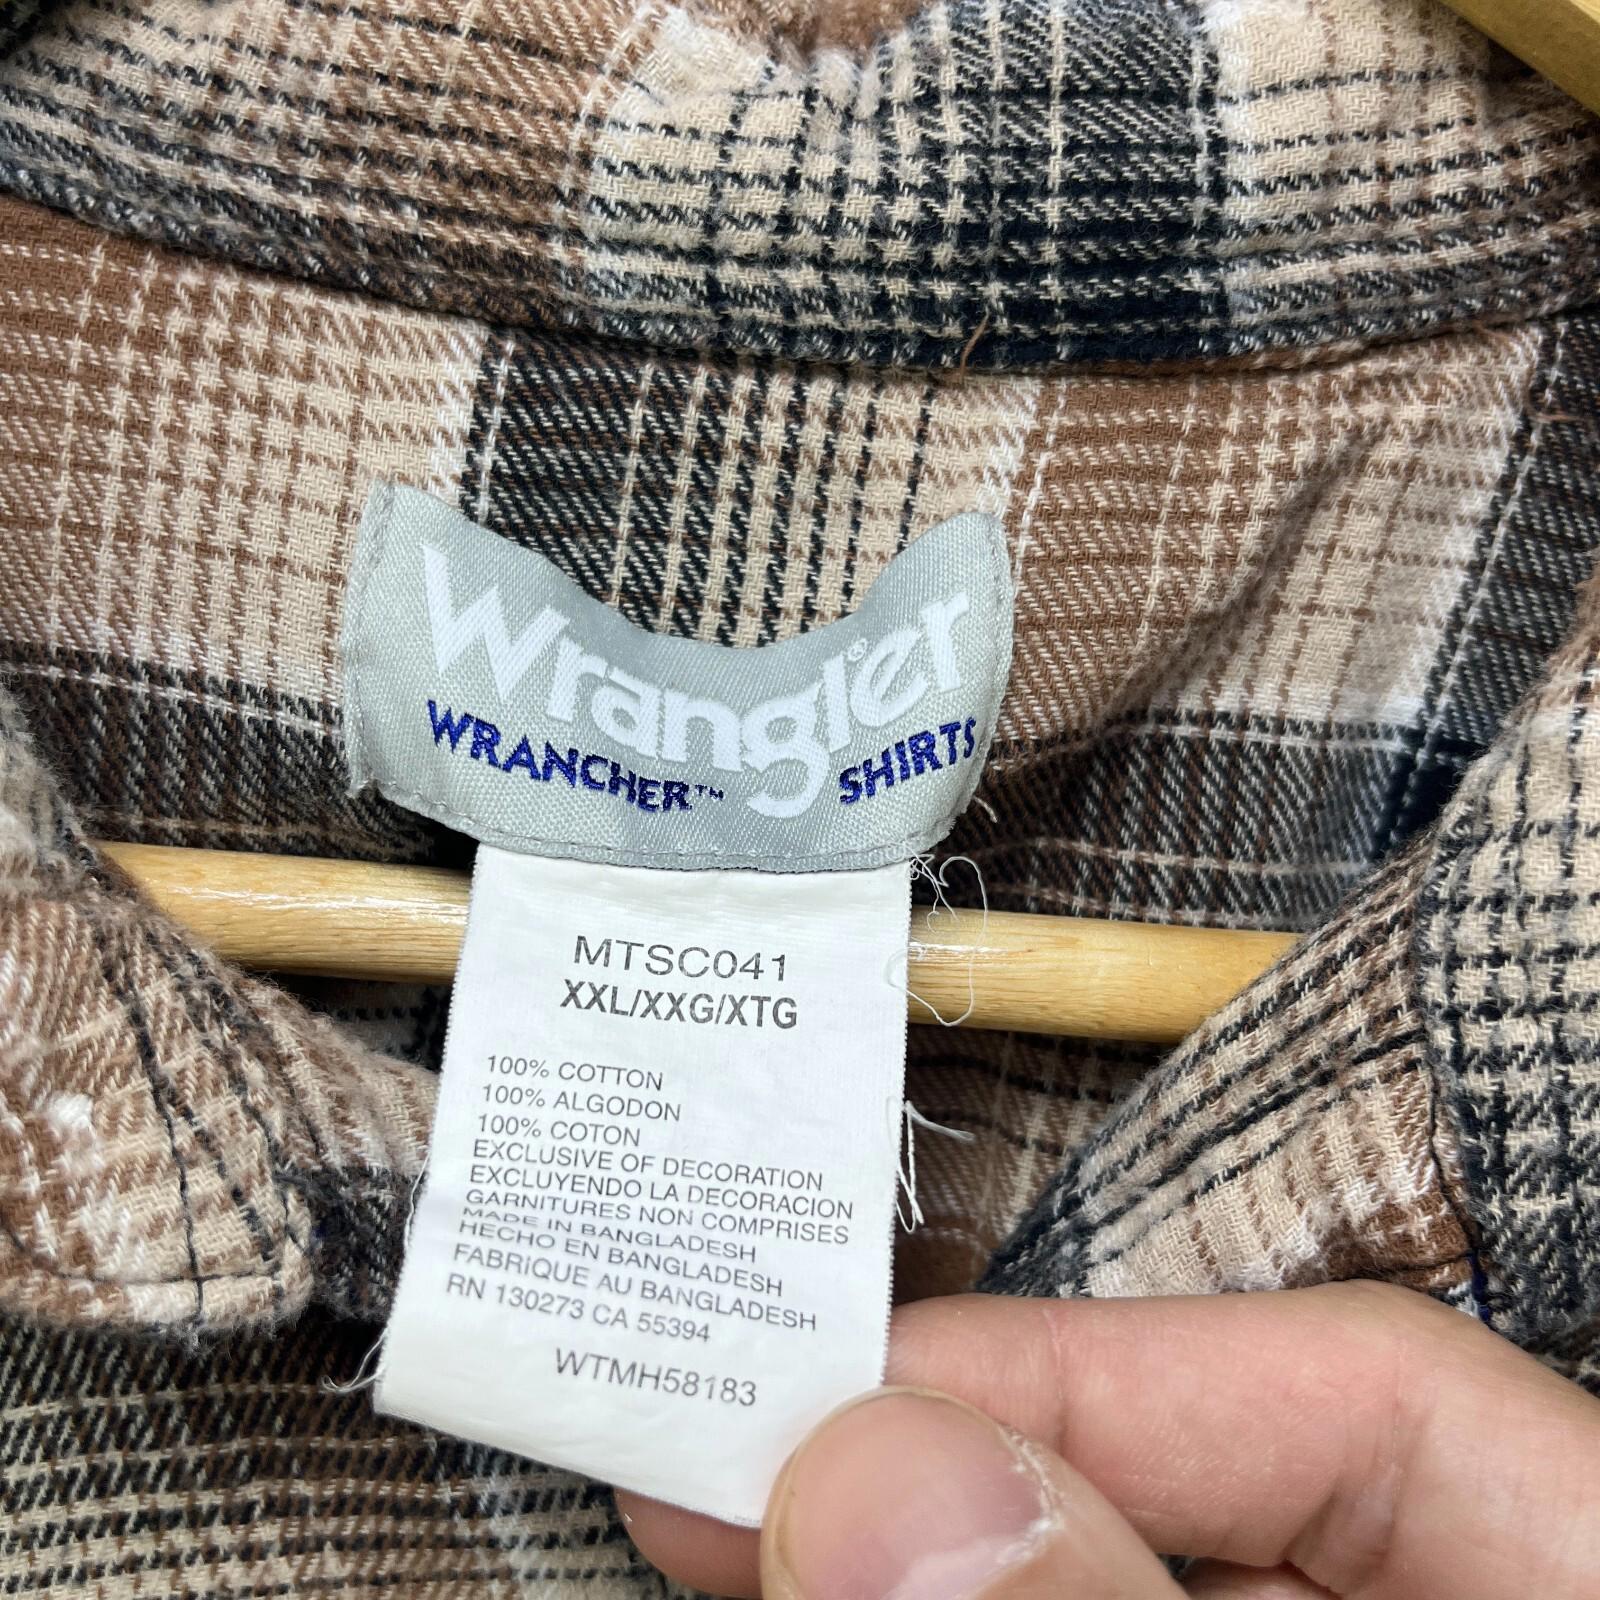 Wrangler®
WRANCHER™ SHIRTS
MTSC041
XXL/XXG/XTG
100% COTTON
100% ALGODON
100% COTON
EXCLUSIVE OF DECORATION
EXCLUYENDO LA DECORACION
GARNITURES NON COMPRISES
MADE IN BANGLADESH
HECHO EN BANGLADESH
FABRIQUE AU BANGLADESH
RN 130273 CA 55394
WTMH58183